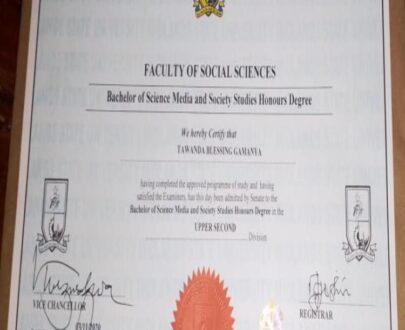 FACULTY OF SOCIAL SCIENCES
Bachelor of Science Media and Society Studies Honours Degree
We hereby Certify that
TAWANDA BLESSING GAMANYA
having completed the approved programme of study and having
satisfied the Examiners, has this day been admitted by Senate to the
Bachelor of Science Media and Society Studies Honours Degree in the
UPPER SECOND
Division
VICE CHANCELLOR
REGISTRAR